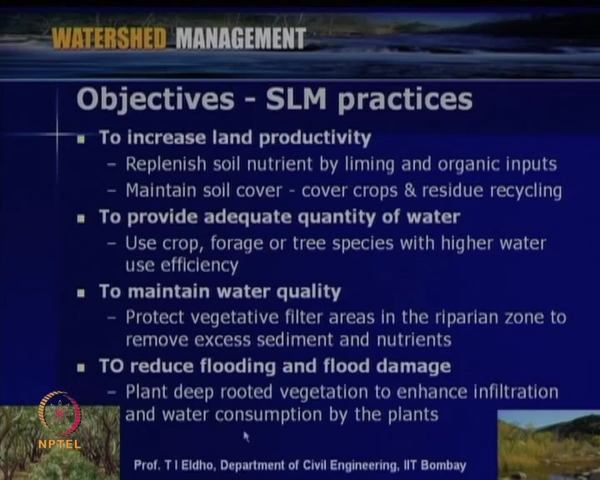 WATERSHED MANAGEMENT
Objectives - SLM practices
▪ To increase land productivity
– Replenish soil nutrient by liming and organic inputs
– Maintain soil cover - cover crops & residue recycling
▪ To provide adequate quantity of water
– Use crop, forage or tree species with higher water
use efficiency
▪ To maintain water quality
– Protect vegetative filter areas in the riparian zone to
remove excess sediment and nutrients
▪ TO reduce flooding and flood damage
– Plant deep rooted vegetation to enhance infiltration
and water consumption by the plants
NPTEL
Prof. T I Eldho, Department of Civil Engineering, IIT Bombay